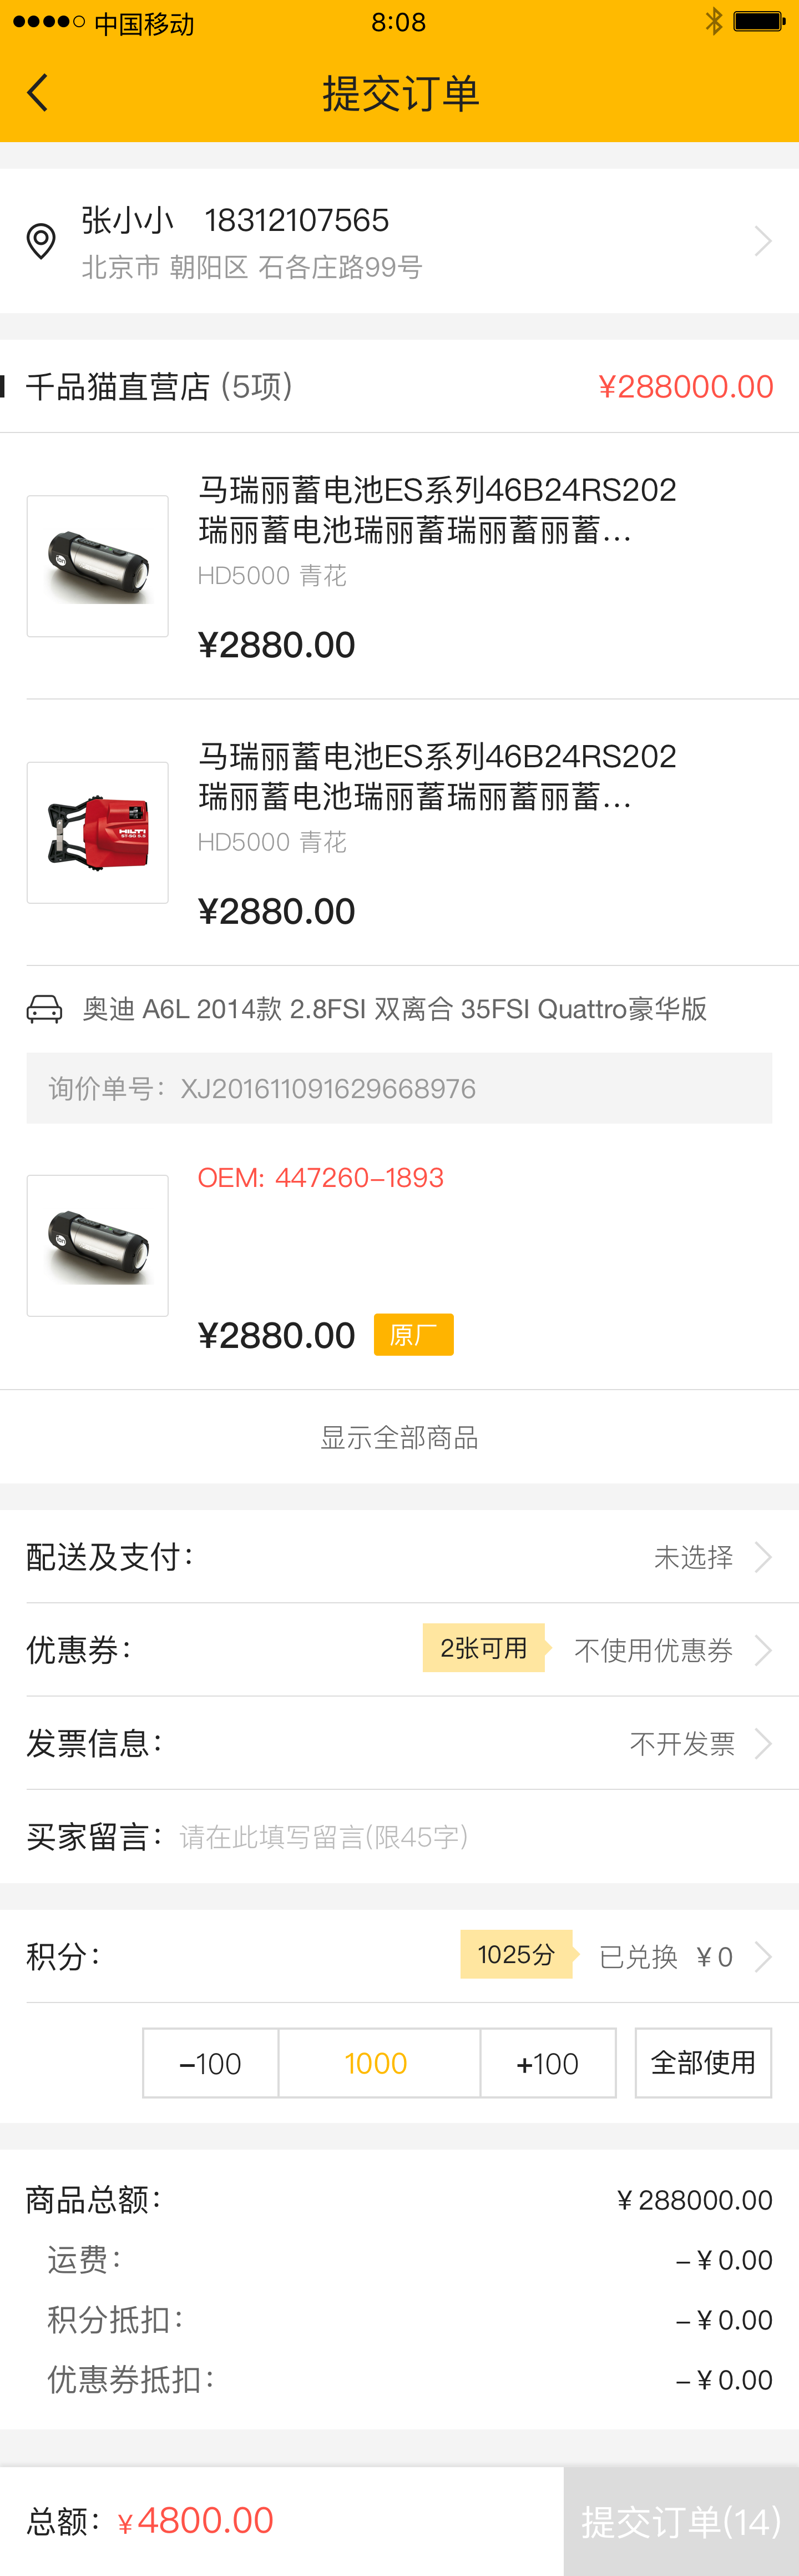 中国移动 8:08
提交订单
张小小 18312107565
北京市 朝阳区 石各庄路99号
千品猫直营店 (5项) ¥288000.00
马瑞丽蓄电池ES系列46B24RS202
瑞丽蓄电池瑞丽蓄瑞丽蓄丽蓄...
HD5000 青花
¥2880.00
马瑞丽蓄电池ES系列46B24RS202
瑞丽蓄电池瑞丽蓄瑞丽蓄丽蓄...
HILTI
HD5000 青花
¥2880.00
奥迪 A6L 2014款 2.8FSI 双离合 35FSI Quattro豪华版
询价单号：XJ201611091629668976
OEM: 447260-1893
¥2880.00 原厂
显示全部商品
配送及支付： 未选择
优惠券： 2张可用 不使用优惠券
发票信息： 不开发票
买家留言：请在此填写留言(限45字)
积分： 1025分 已兑换 ¥0
-100 1000 +100 全部使用
商品总额： ¥288000.00
运费： -¥0.00
积分抵扣： -¥0.00
优惠券抵扣： -¥0.00
总额：¥4800.00 提交订单(14)